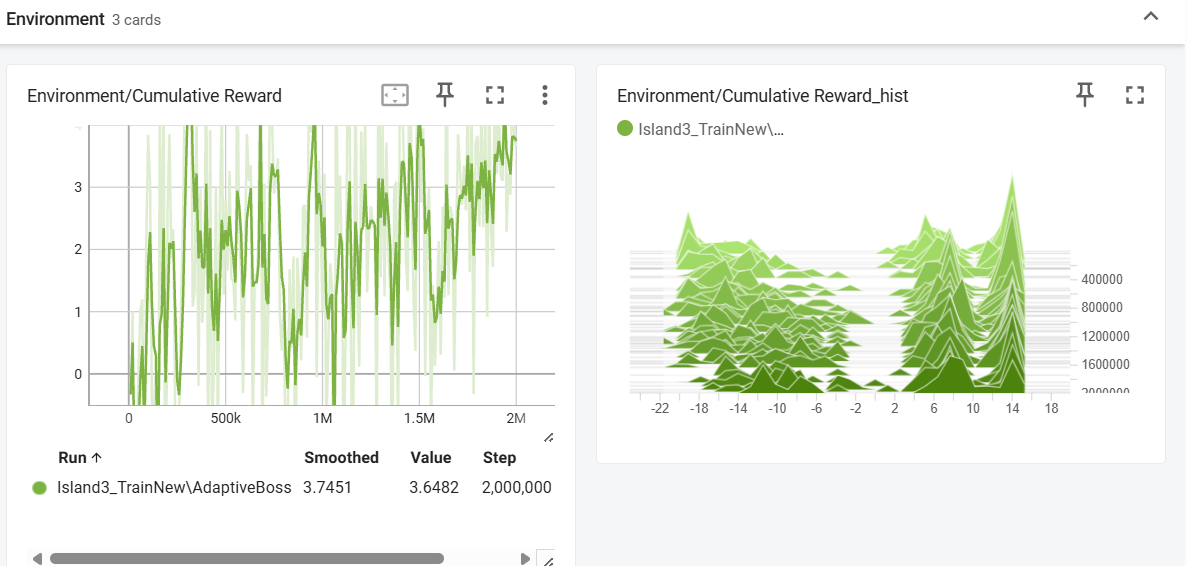 Environment 3 cards
Environment/Cumulative Reward
3
2
1
0
0 500k 1M 1.5M 2M
Run ↑ Smoothed Value Step
Island3_TrainNew\AdaptiveBoss 3.7451 3.6482 2,000,000
Environment/Cumulative Reward_hist
Island3_TrainNew\...
400000
800000
1200000
1600000
2000000
-22 -18 -14 -10 -6 -2 2 6 10 14 18